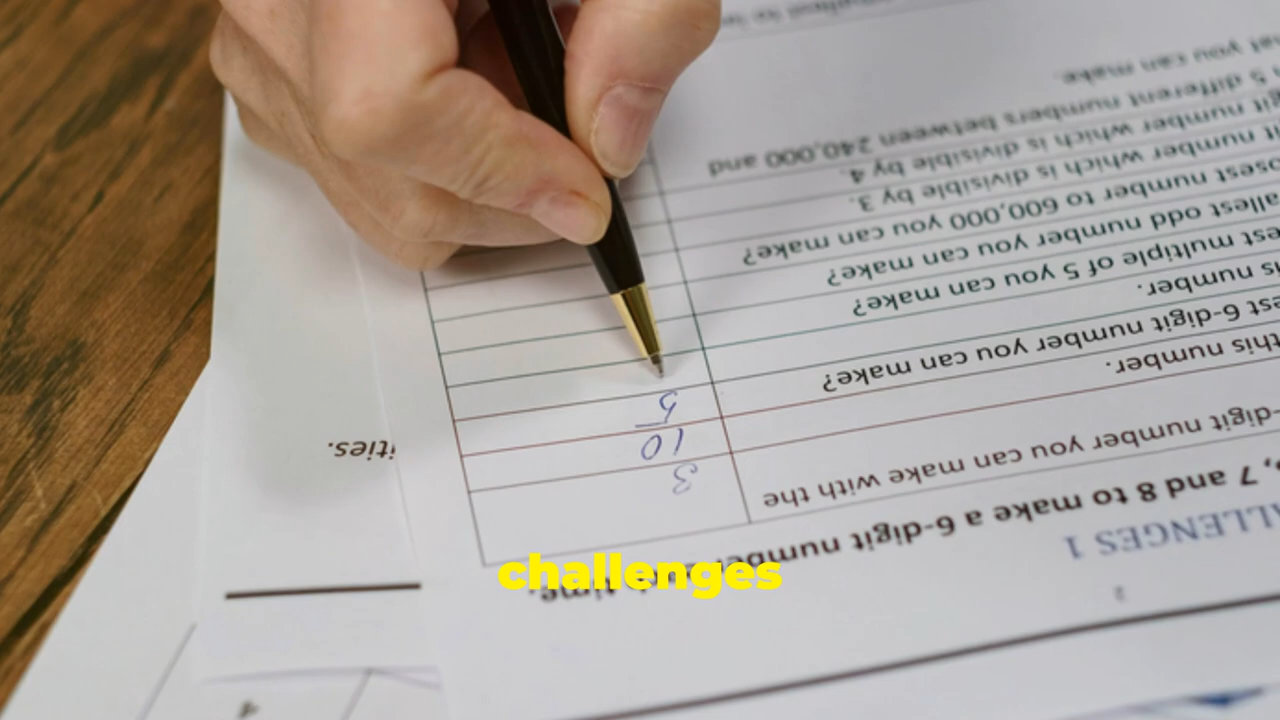 challenges
2
ALLENGES 1
, 7 and 8 to make a 6-digit number time.
-digit number you can make with the
3
this number.
10
est 6-digit number you can make?
5
is number.
est multiple of 5 you can make?
allest odd number you can make?
osest number to 600,000 you can make?
number which is divisible by 3.
git number which is divisible by 4.
5 different numbers between 240,000 and
you can make.
ities.
4